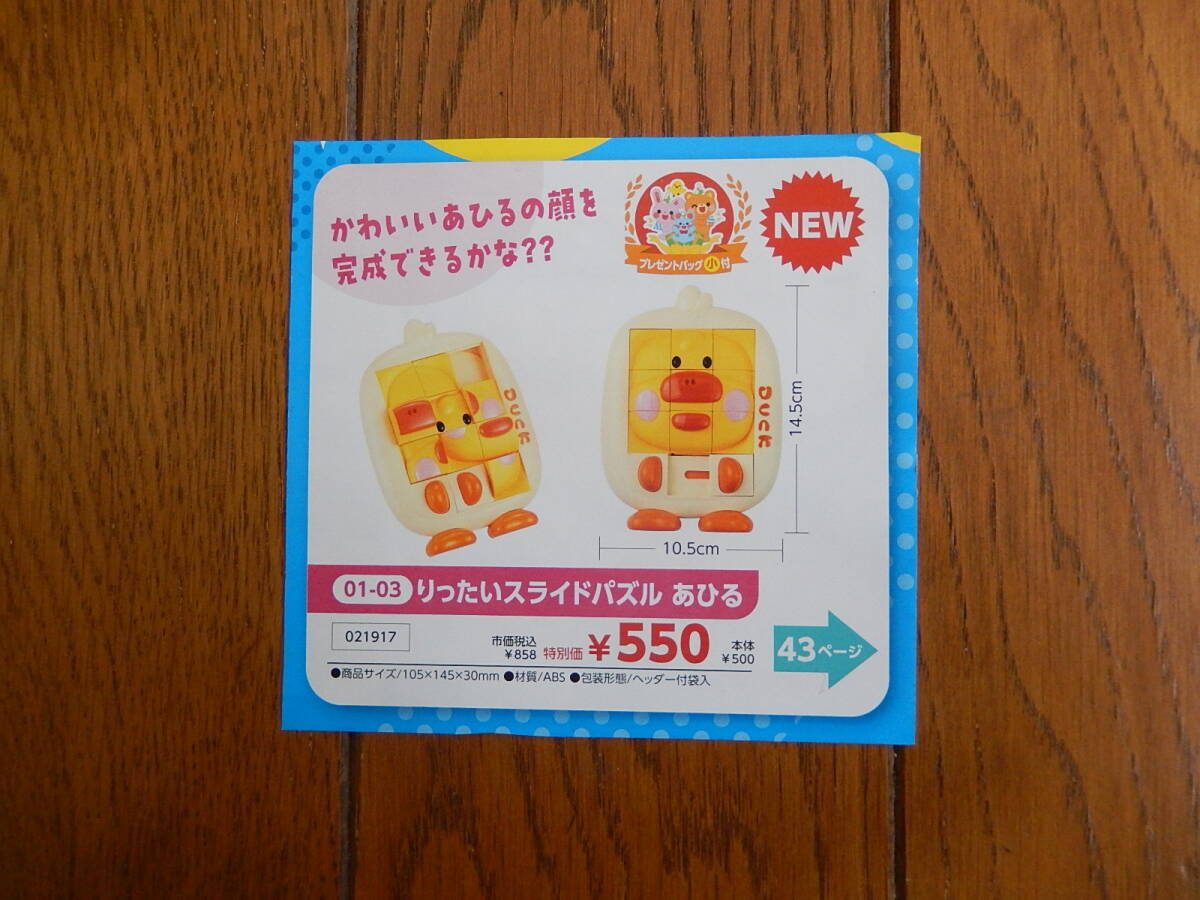 かわいいあひるの顔を
完成できるかな??
プレゼントバッグ小付
NEW
DUCK
DUCK
14.5cm
10.5cm
01-03 りったいスライドパズル あひる
021917
市価税込
¥858
特別価 ¥550
本体
¥500
43ページ
●商品サイズ/105×145×30mm ●材質/ABS ●包装形態/ヘッダー付袋入